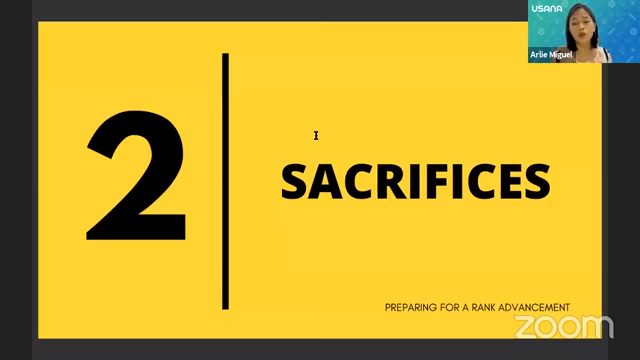 USANA
Arlie Miguel
2
SACRIFICES
PREPARING FOR A RANK ADVANCEMENT
zoom